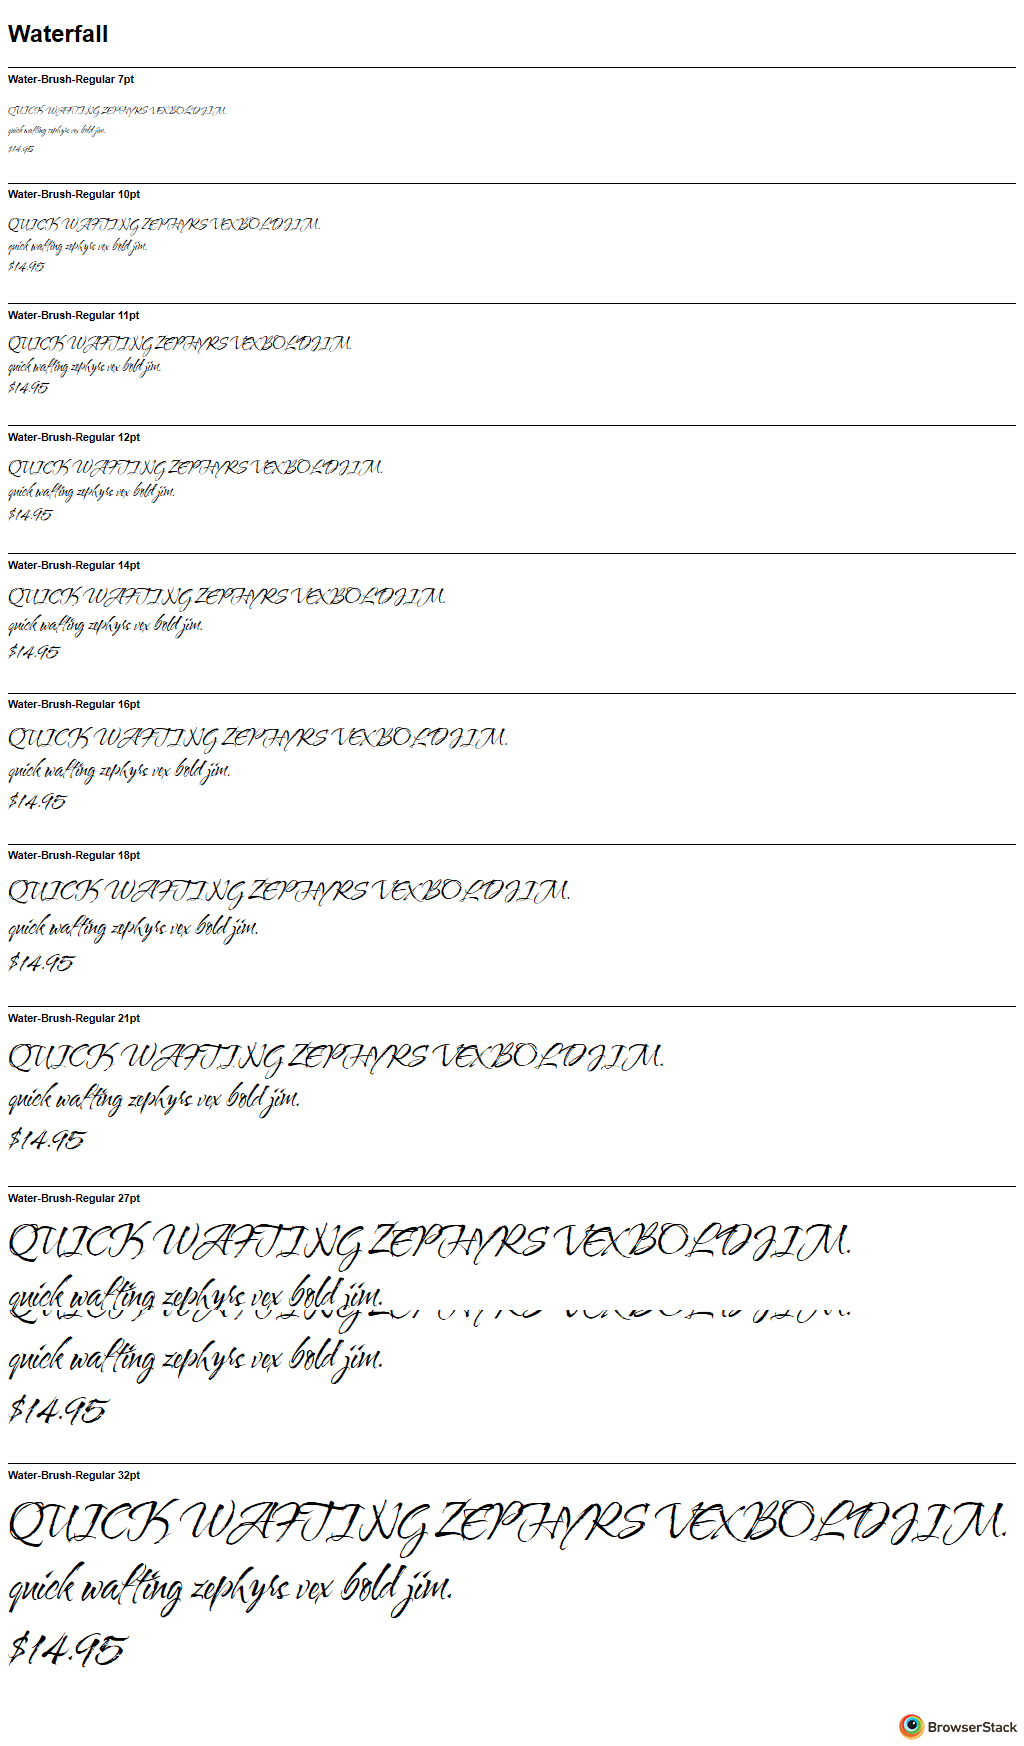 Waterfall
Water-Brush-Regular 7pt
QUICK WAFTING ZEPHYRS VEX BOLD JIM.
quick wafting zephyrs vex bold jim.
$14.95
Water-Brush-Regular 10pt
QUICK WAFTING ZEPHYRS VEX BOLD JIM.
quick wafting zephyrs vex bold jim.
$14.95
Water-Brush-Regular 11pt
QUICK WAFTING ZEPHYRS VEX BOLD JIM.
quick wafting zephyrs vex bold jim.
$14.95
Water-Brush-Regular 12pt
QUICK WAFTING ZEPHYRS VEX BOLD JIM.
quick wafting zephyrs vex bold jim.
$14.95
Water-Brush-Regular 14pt
QUICK WAFTING ZEPHYRS VEX BOLD JIM.
quick wafting zephyrs vex bold jim.
$14.95
Water-Brush-Regular 16pt
QUICK WAFTING ZEPHYRS VEX BOLD JIM.
quick wafting zephyrs vex bold jim.
$14.95
Water-Brush-Regular 18pt
QUICK WAFTING ZEPHYRS VEX BOLD JIM.
quick wafting zephyrs vex bold jim.
$14.95
Water-Brush-Regular 21pt
QUICK WAFTING ZEPHYRS VEX BOLD JIM.
quick wafting zephyrs vex bold jim.
$14.95
Water-Brush-Regular 27pt
QUICK WAFTING ZEPHYRS VEX BOLD JIM.
quick wafting zephyrs vex bold jim.
quick wafting zephyrs vex bold jim.
$14.95
Water-Brush-Regular 32pt
QUICK WAFTING ZEPHYRS VEX BOLD JIM.
quick wafting zephyrs vex bold jim.
$14.95
BrowserStack